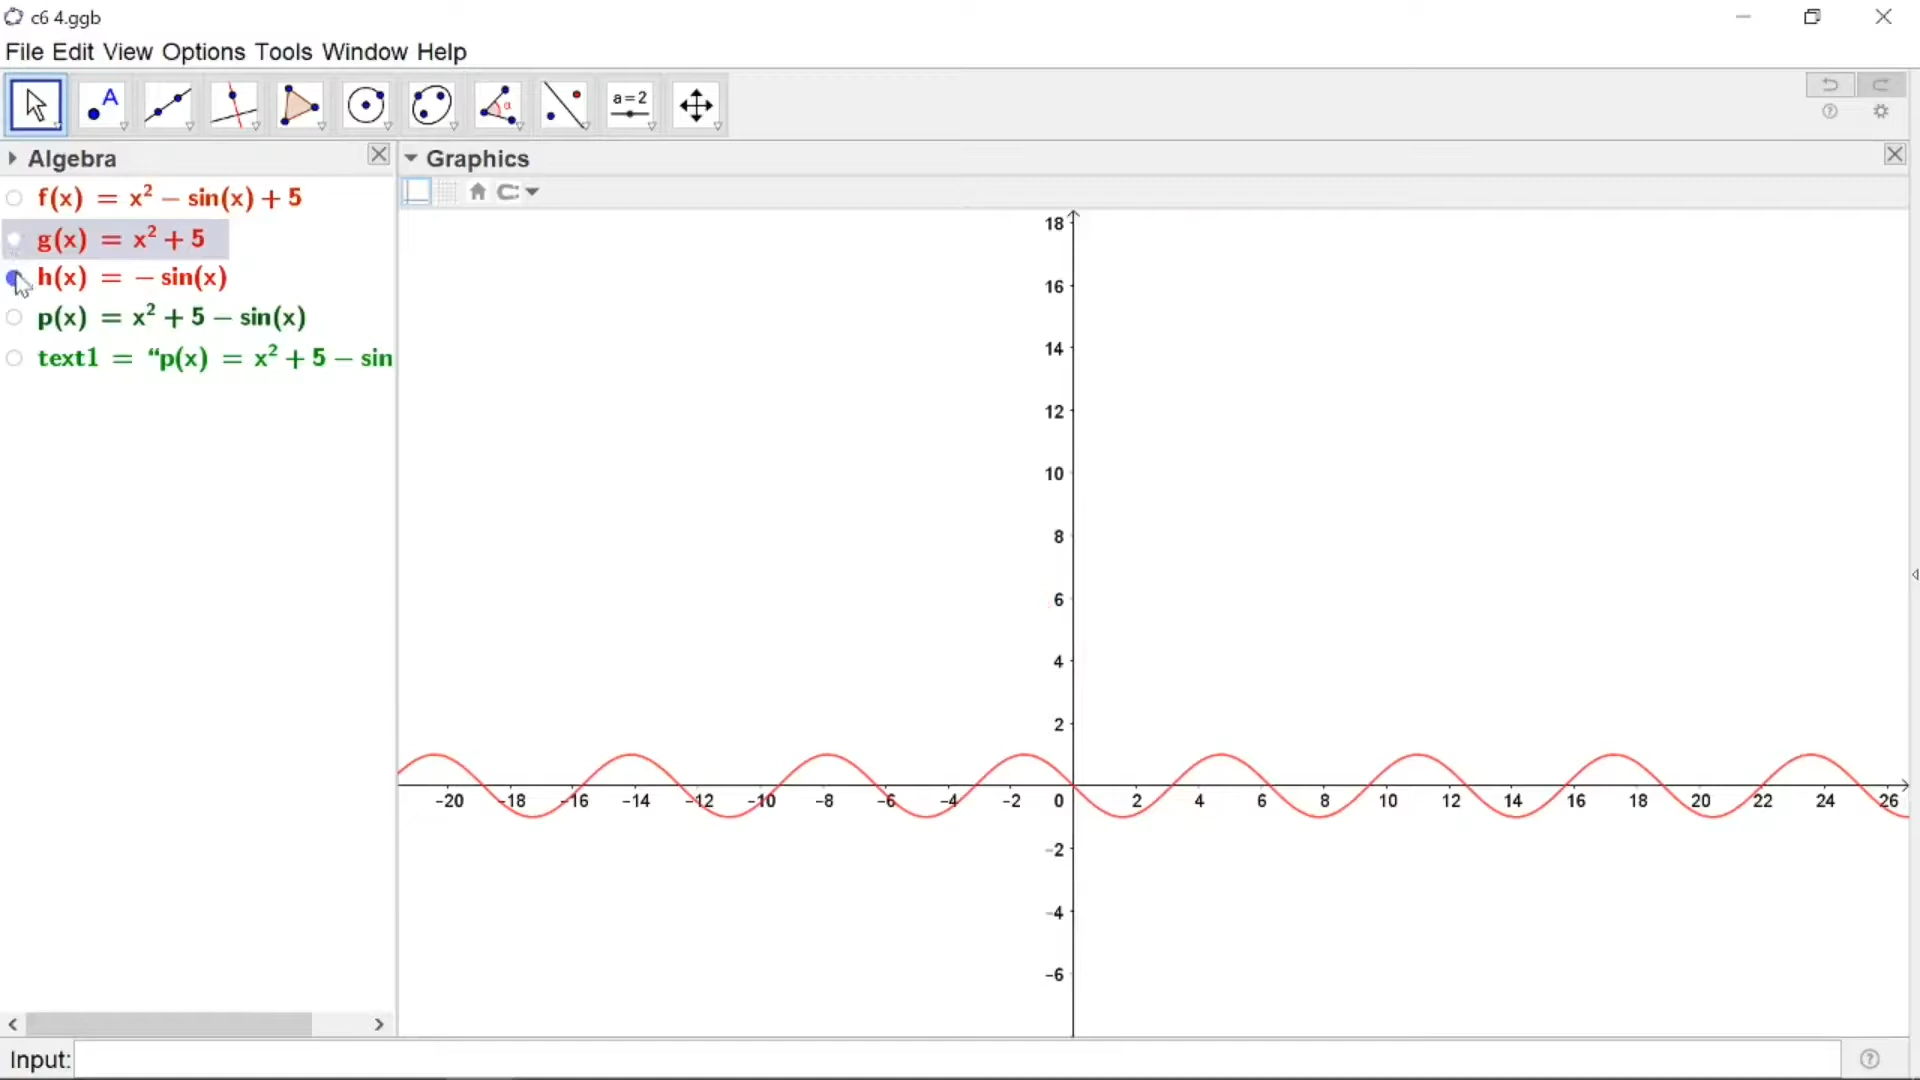 c6 4.ggb
File Edit View Options Tools Window Help
A
α
a=2
Algebra
Graphics
f(x) = x² − sin(x) + 5
g(x) = x² + 5
h(x) = − sin(x)
p(x) = x² + 5 − sin(x)
text1 = “p(x) = x² + 5 − sin
18
16
14
12
10
8
6
4
2
-20 -18 -16 -14 -12 -10 -8 -6 -4 -2 0 2 4 6 8 10 12 14 16 18 20 22 24 26
-2
-4
-6
Input: